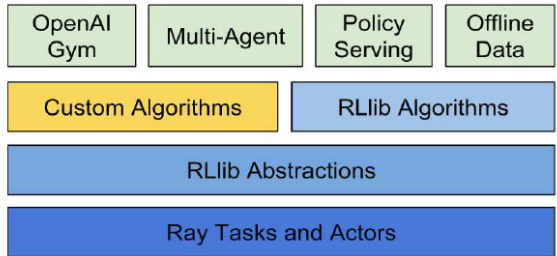 OpenAI
Gym
Multi-Agent
Policy
Serving
Offline
Data
Custom Algorithms
RLlib Algorithms
RLlib Abstractions
Ray Tasks and Actors